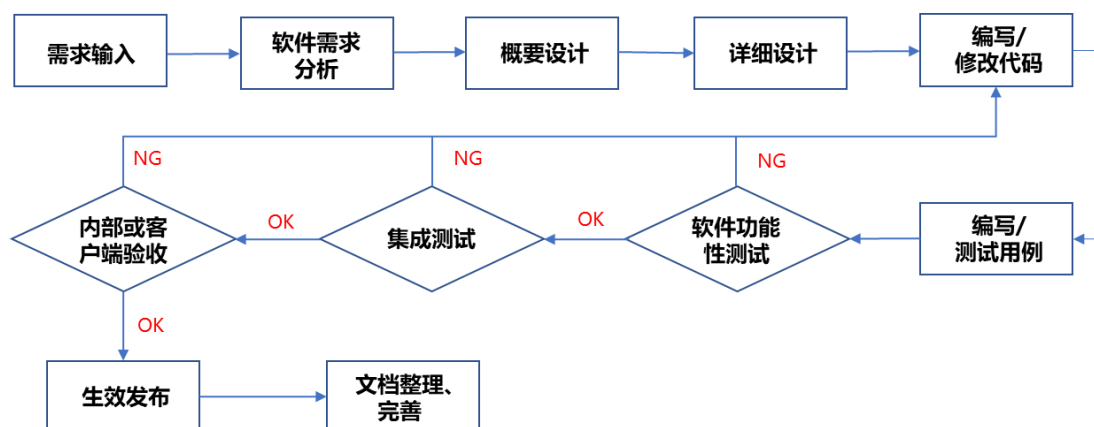 需求输入
软件需求
分析
概要设计
详细设计
编写/
修改代码
NG
NG
NG
内部或客
户端验收
OK
集成测试
OK
软件功能
性测试
编写/
测试用例
OK
生效发布
文档整理、
完善